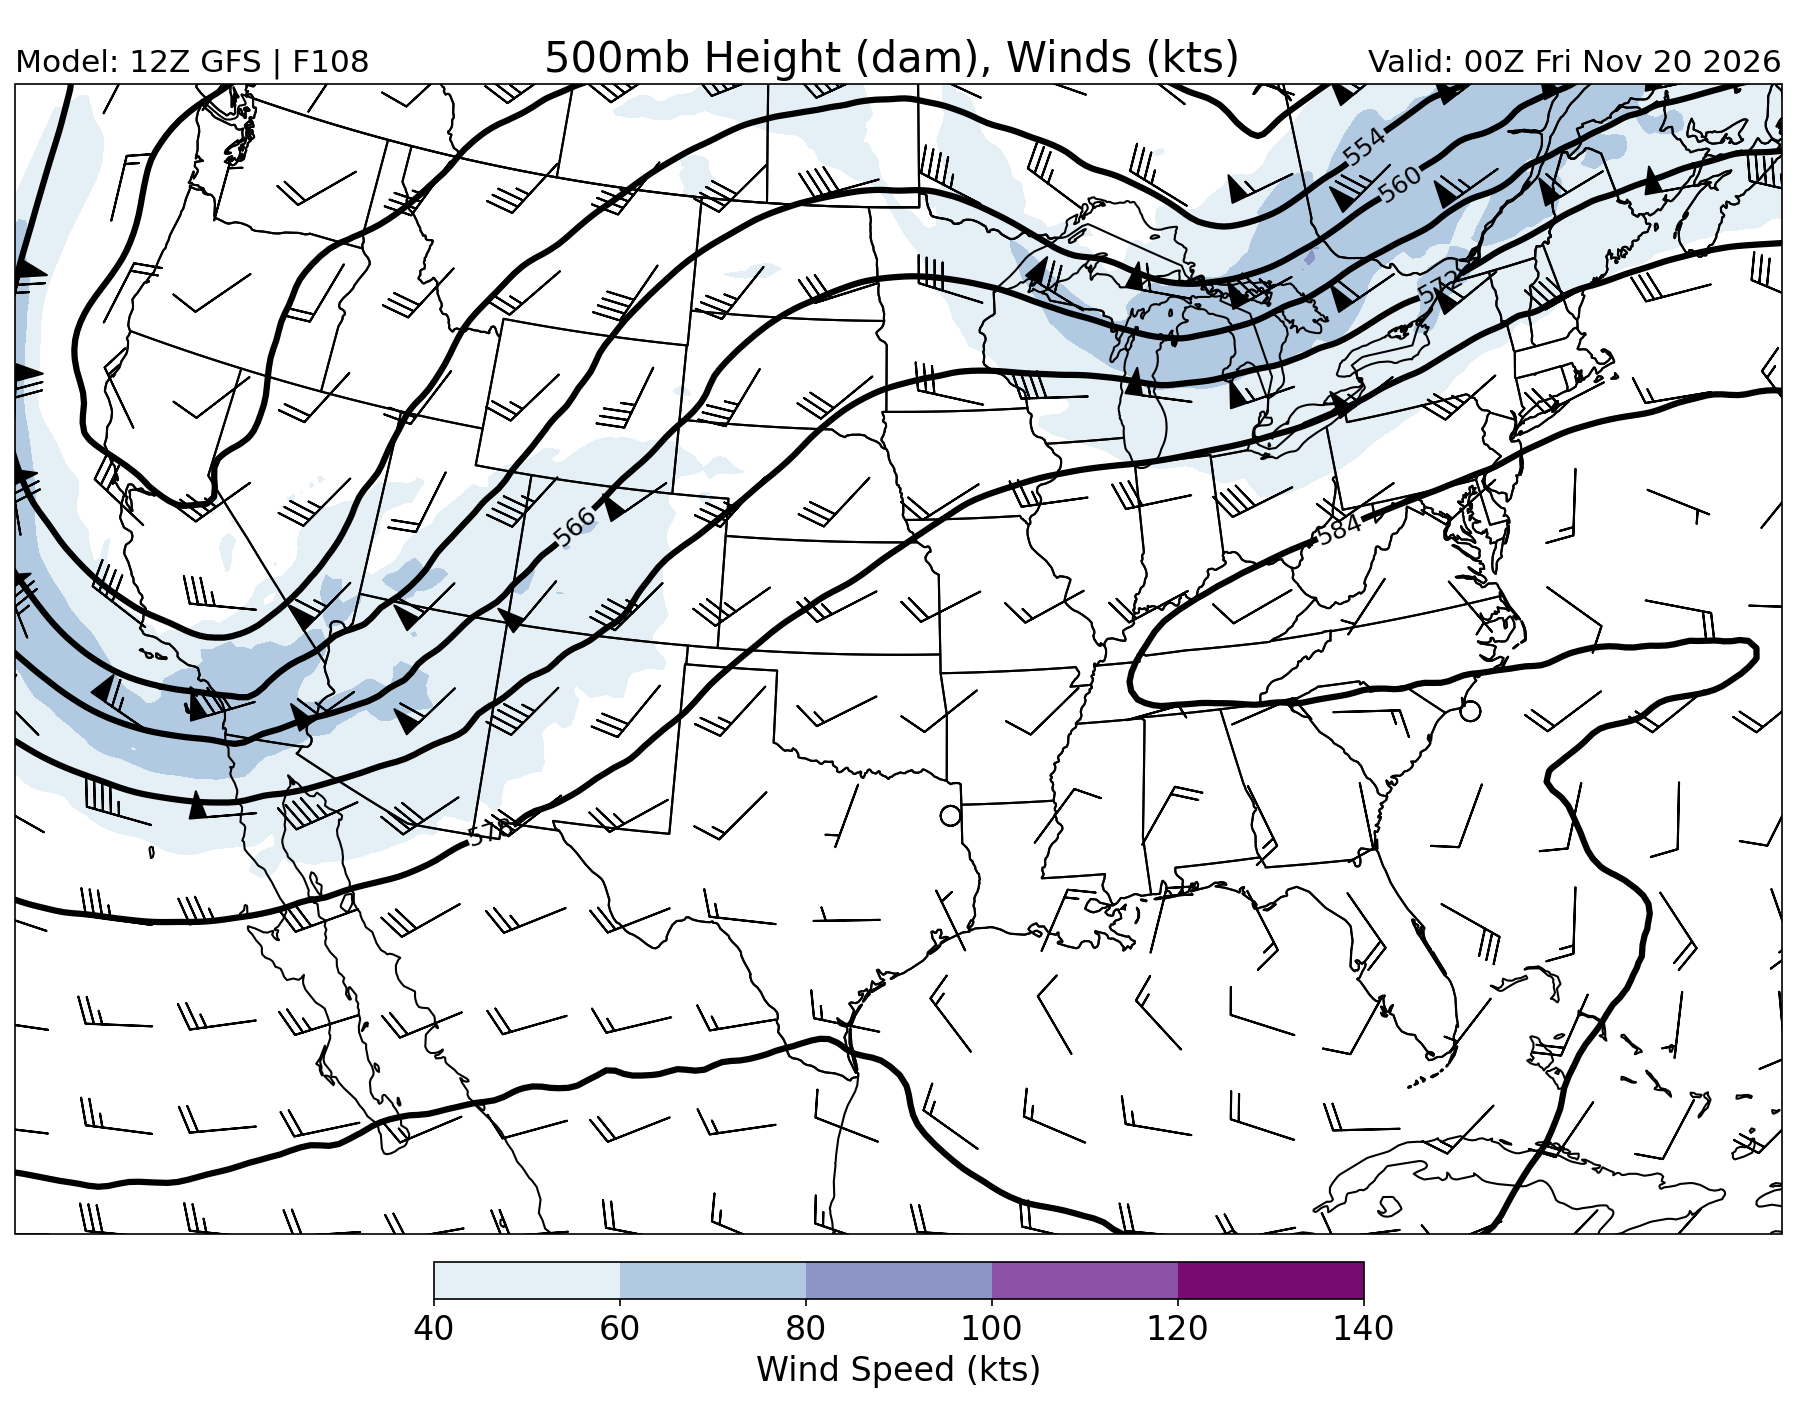 Model: 12Z GFS | F108
500mb Height (dam), Winds (kts)
Valid: 00Z Fri Nov 20 2026
554
560
572
566
584
578
40 60 80 100 120 140
Wind Speed (kts)